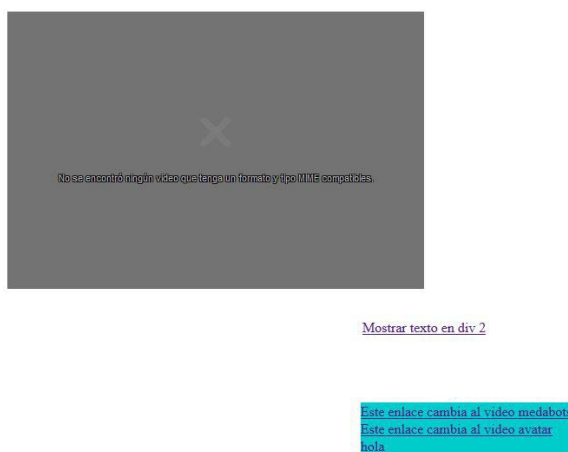 No se encontró ningún video que tenga un formato y tipo MIME compatibles.
Mostrar texto en div 2
Este enlace cambia al video medabots
Este enlace cambia al video avatar
hola